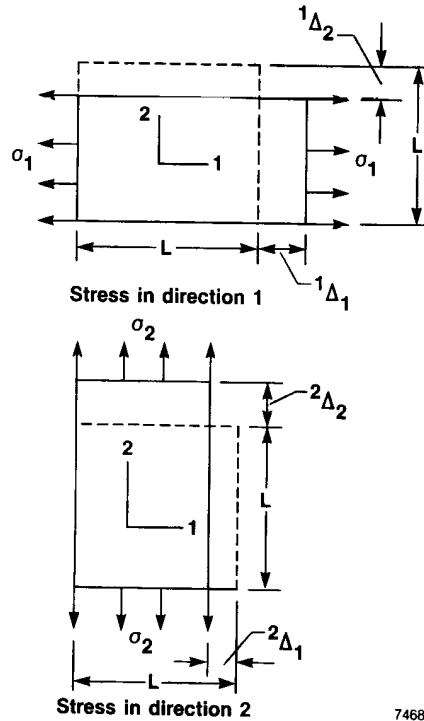 ¹Δ₂
2
σ₁
1
σ₁
L
L
¹Δ₁
Stress in direction 1
σ₂
²Δ₂
2
L
1
σ₂
²Δ₁
L
Stress in direction 2
7468